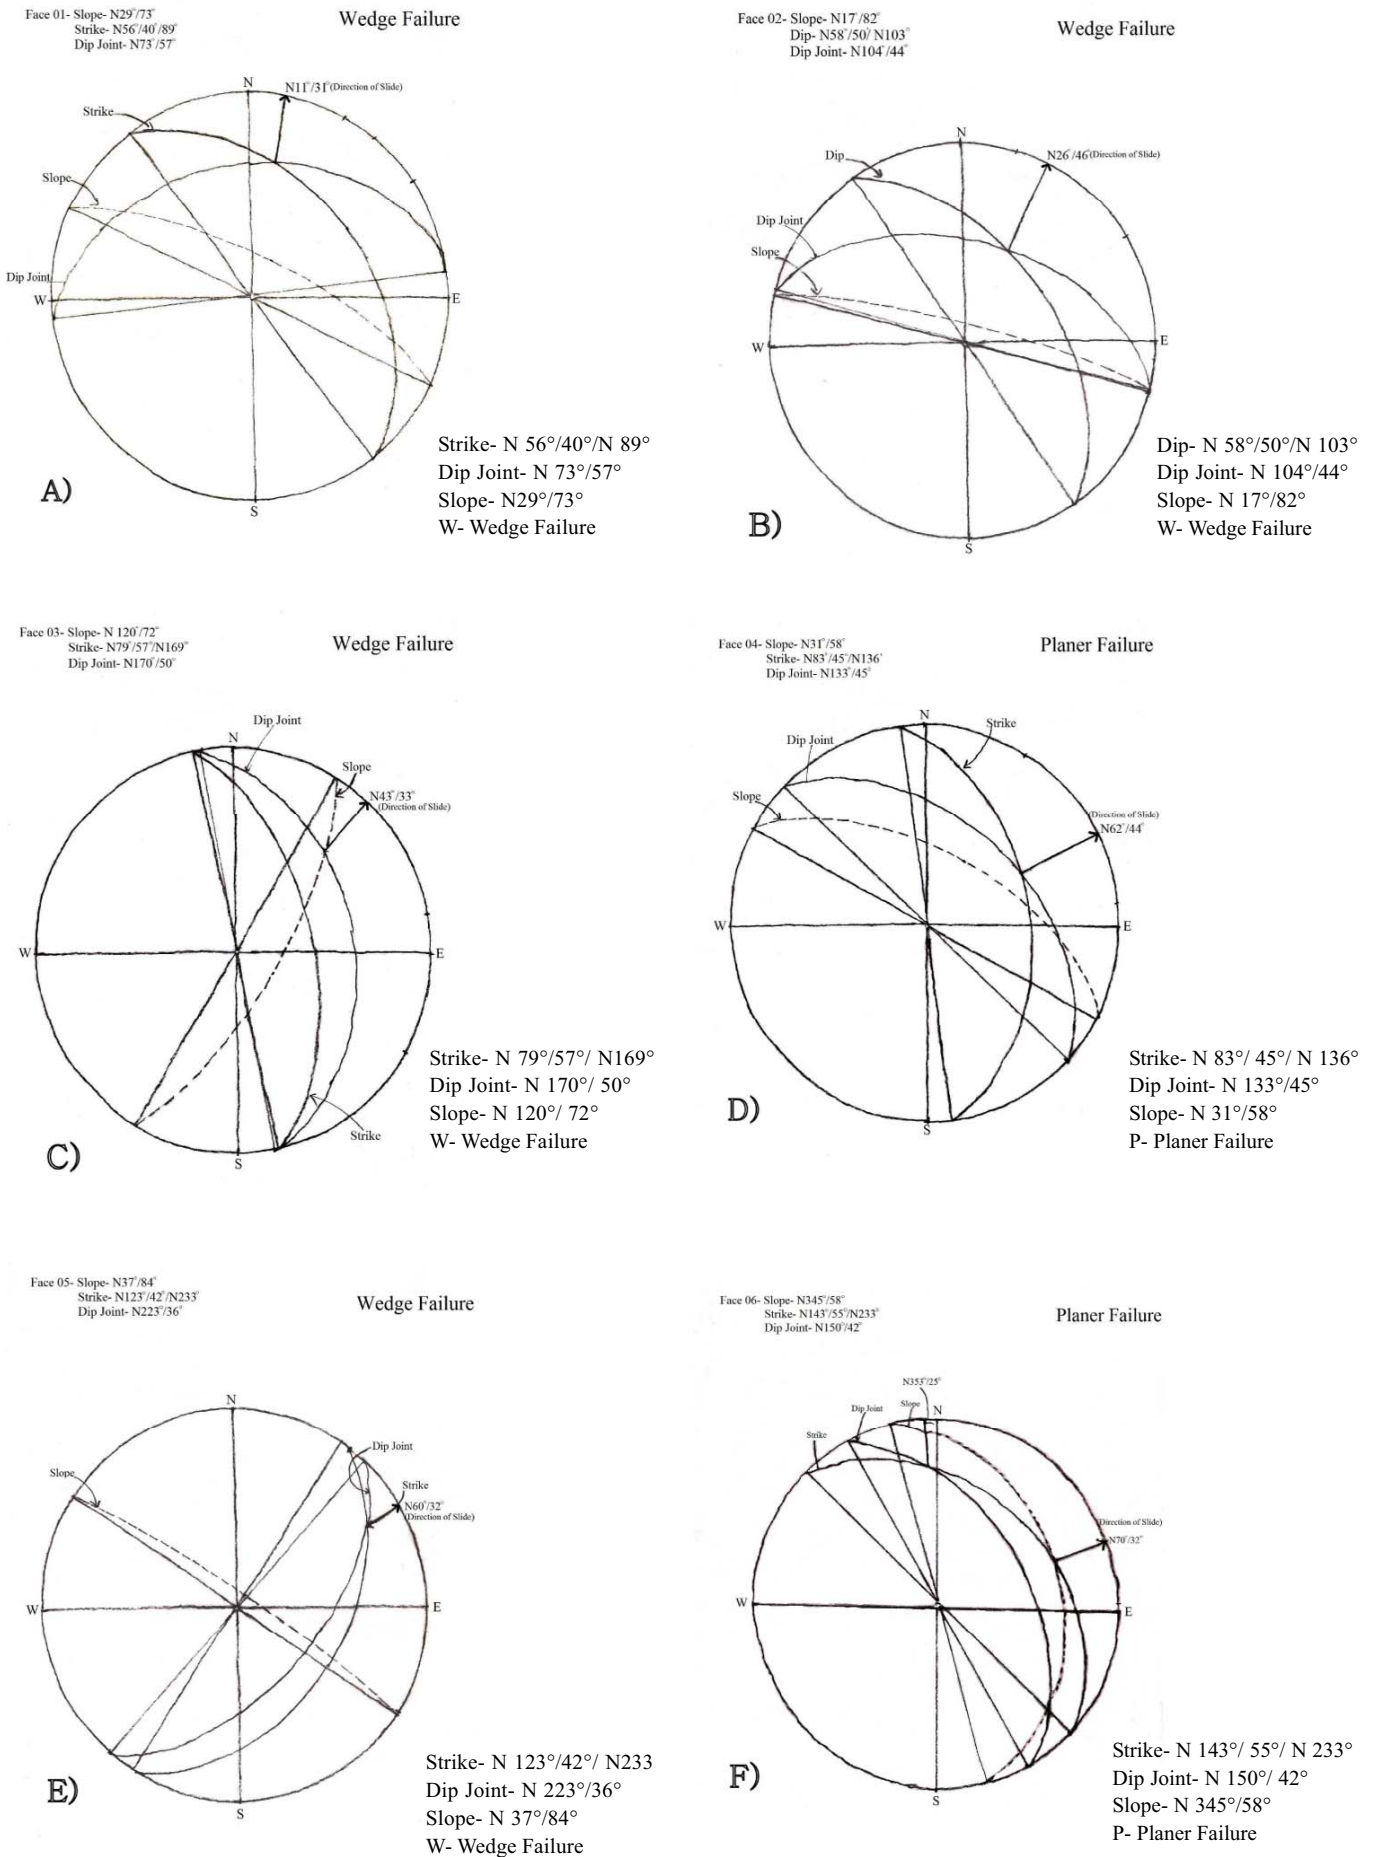 Face 01- Slope- N29°/73°
Strike- N56°/40°/89°
Dip Joint- N73°/57°
Wedge Failure
N
N11°/31° (Direction of Slide)
Strike
Slope
Dip Joint
W
E
S
A)
Strike- N 56°/40°/N 89°
Dip Joint- N 73°/57°
Slope- N29°/73°
W- Wedge Failure
Face 02- Slope- N17°/82°
Dip- N58°/50°/ N103°
Dip Joint- N104°/44°
Wedge Failure
N
N26°/46° (Direction of Slide)
Dip
Dip Joint
Slope
W
E
S
B)
Dip- N 58°/50°/N 103°
Dip Joint- N 104°/44°
Slope- N 17°/82°
W- Wedge Failure
Face 03- Slope- N 120°/72°
Strike- N79°/57°/N169°
Dip Joint- N170°/50°
Wedge Failure
Dip Joint
N
Slope
N43°/33°
(Direction of Slide)
W
E
Strike
S
C)
Strike- N 79°/57°/ N169°
Dip Joint- N 170°/ 50°
Slope- N 120°/ 72°
W- Wedge Failure
Face 04- Slope- N31°/58°
Strike- N83°/45°/N136°
Dip Joint- N133°/45°
Planer Failure
N
Strike
Dip Joint
Slope
(Direction of Slide)
N62°/44°
W
E
S
D)
Strike- N 83°/ 45°/ N 136°
Dip Joint- N 133°/45°
Slope- N 31°/58°
P- Planer Failure
Face 05- Slope- N37°/84°
Strike- N123°/42°/N233°
Dip Joint- N223°/36°
Wedge Failure
N
Dip Joint
Slope
Strike
N60°/32°
(Direction of Slide)
W
E
S
E)
Strike- N 123°/42°/ N233
Dip Joint- N 223°/36°
Slope- N 37°/84°
W- Wedge Failure
Face 06- Slope- N345°/58°
Strike- N143°/55°/N233°
Dip Joint- N150°/42°
Planer Failure
N353°/25°
Dip Joint
Slope
N
Strike
(Direction of Slide)
N70°/32°
W
E
S
F)
Strike- N 143°/ 55°/ N 233°
Dip Joint- N 150°/ 42°
Slope- N 345°/58°
P- Planer Failure